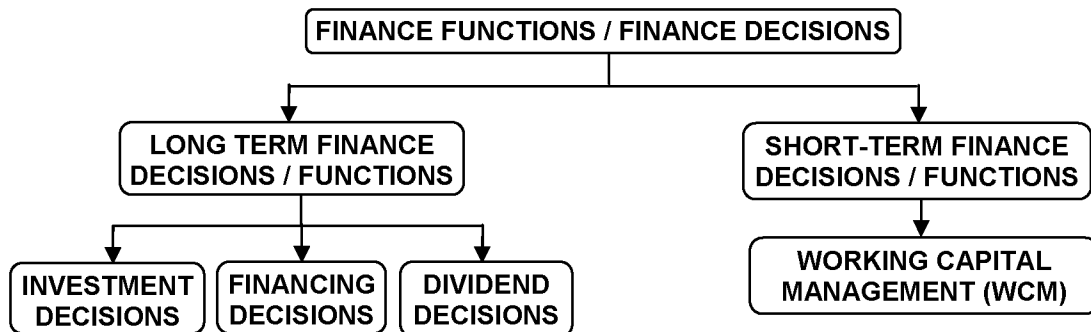 FINANCE FUNCTIONS / FINANCE DECISIONS
LONG TERM FINANCE
DECISIONS / FUNCTIONS
SHORT-TERM FINANCE
DECISIONS / FUNCTIONS
INVESTMENT
DECISIONS
FINANCING
DECISIONS
DIVIDEND
DECISIONS
WORKING CAPITAL
MANAGEMENT (WCM)